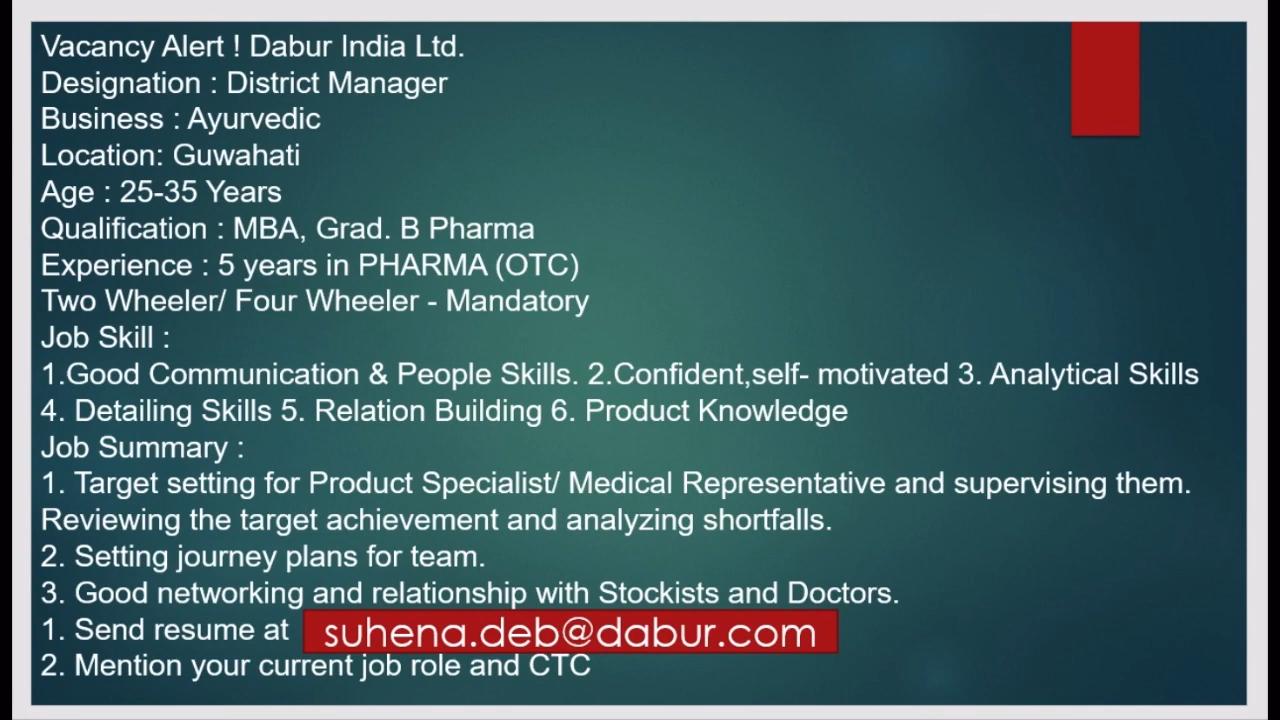 Vacancy Alert ! Dabur India Ltd.
Designation : District Manager
Business : Ayurvedic
Location: Guwahati
Age : 25-35 Years
Qualification : MBA, Grad. B Pharma
Experience : 5 years in PHARMA (OTC)
Two Wheeler/ Four Wheeler - Mandatory
Job Skill :
1.Good Communication & People Skills. 2.Confident,self- motivated 3. Analytical Skills
4. Detailing Skills 5. Relation Building 6. Product Knowledge
Job Summary :
1. Target setting for Product Specialist/ Medical Representative and supervising them.
Reviewing the target achievement and analyzing shortfalls.
2. Setting journey plans for team.
3. Good networking and relationship with Stockists and Doctors.
1. Send resume at suhena.deb@dabur.com
2. Mention your current job role and CTC